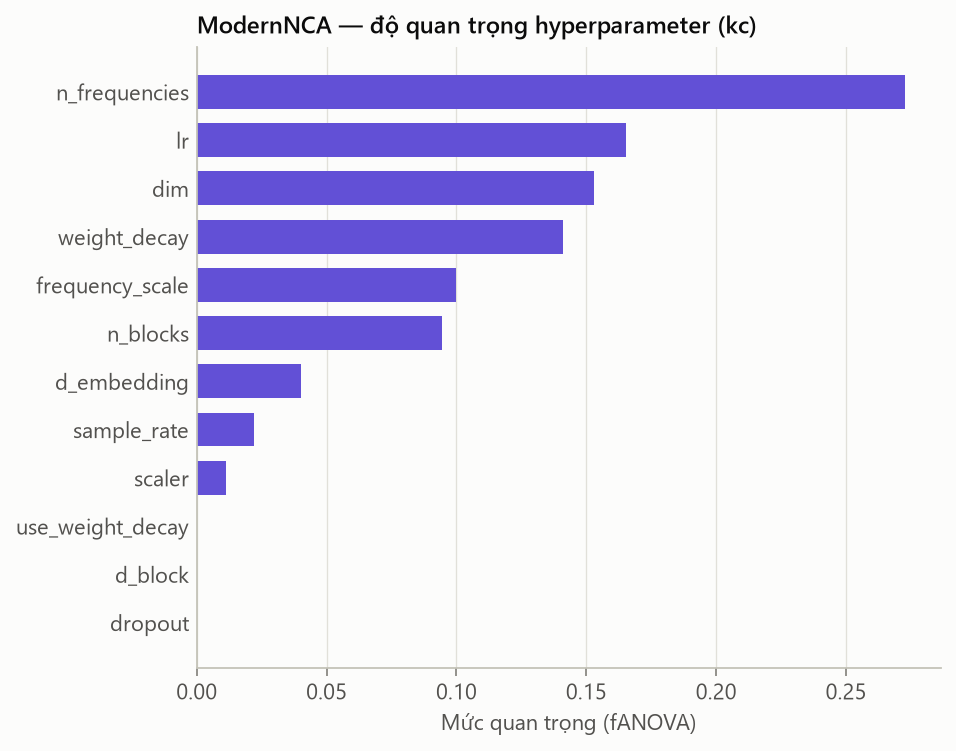 ModernNCA — độ quan trọng hyperparameter (kc)
n_frequencies
lr
dim
weight_decay
frequency_scale
n_blocks
d_embedding
sample_rate
scaler
use_weight_decay
d_block
dropout
0.00 0.05 0.10 0.15 0.20 0.25
Mức quan trọng (fANOVA)